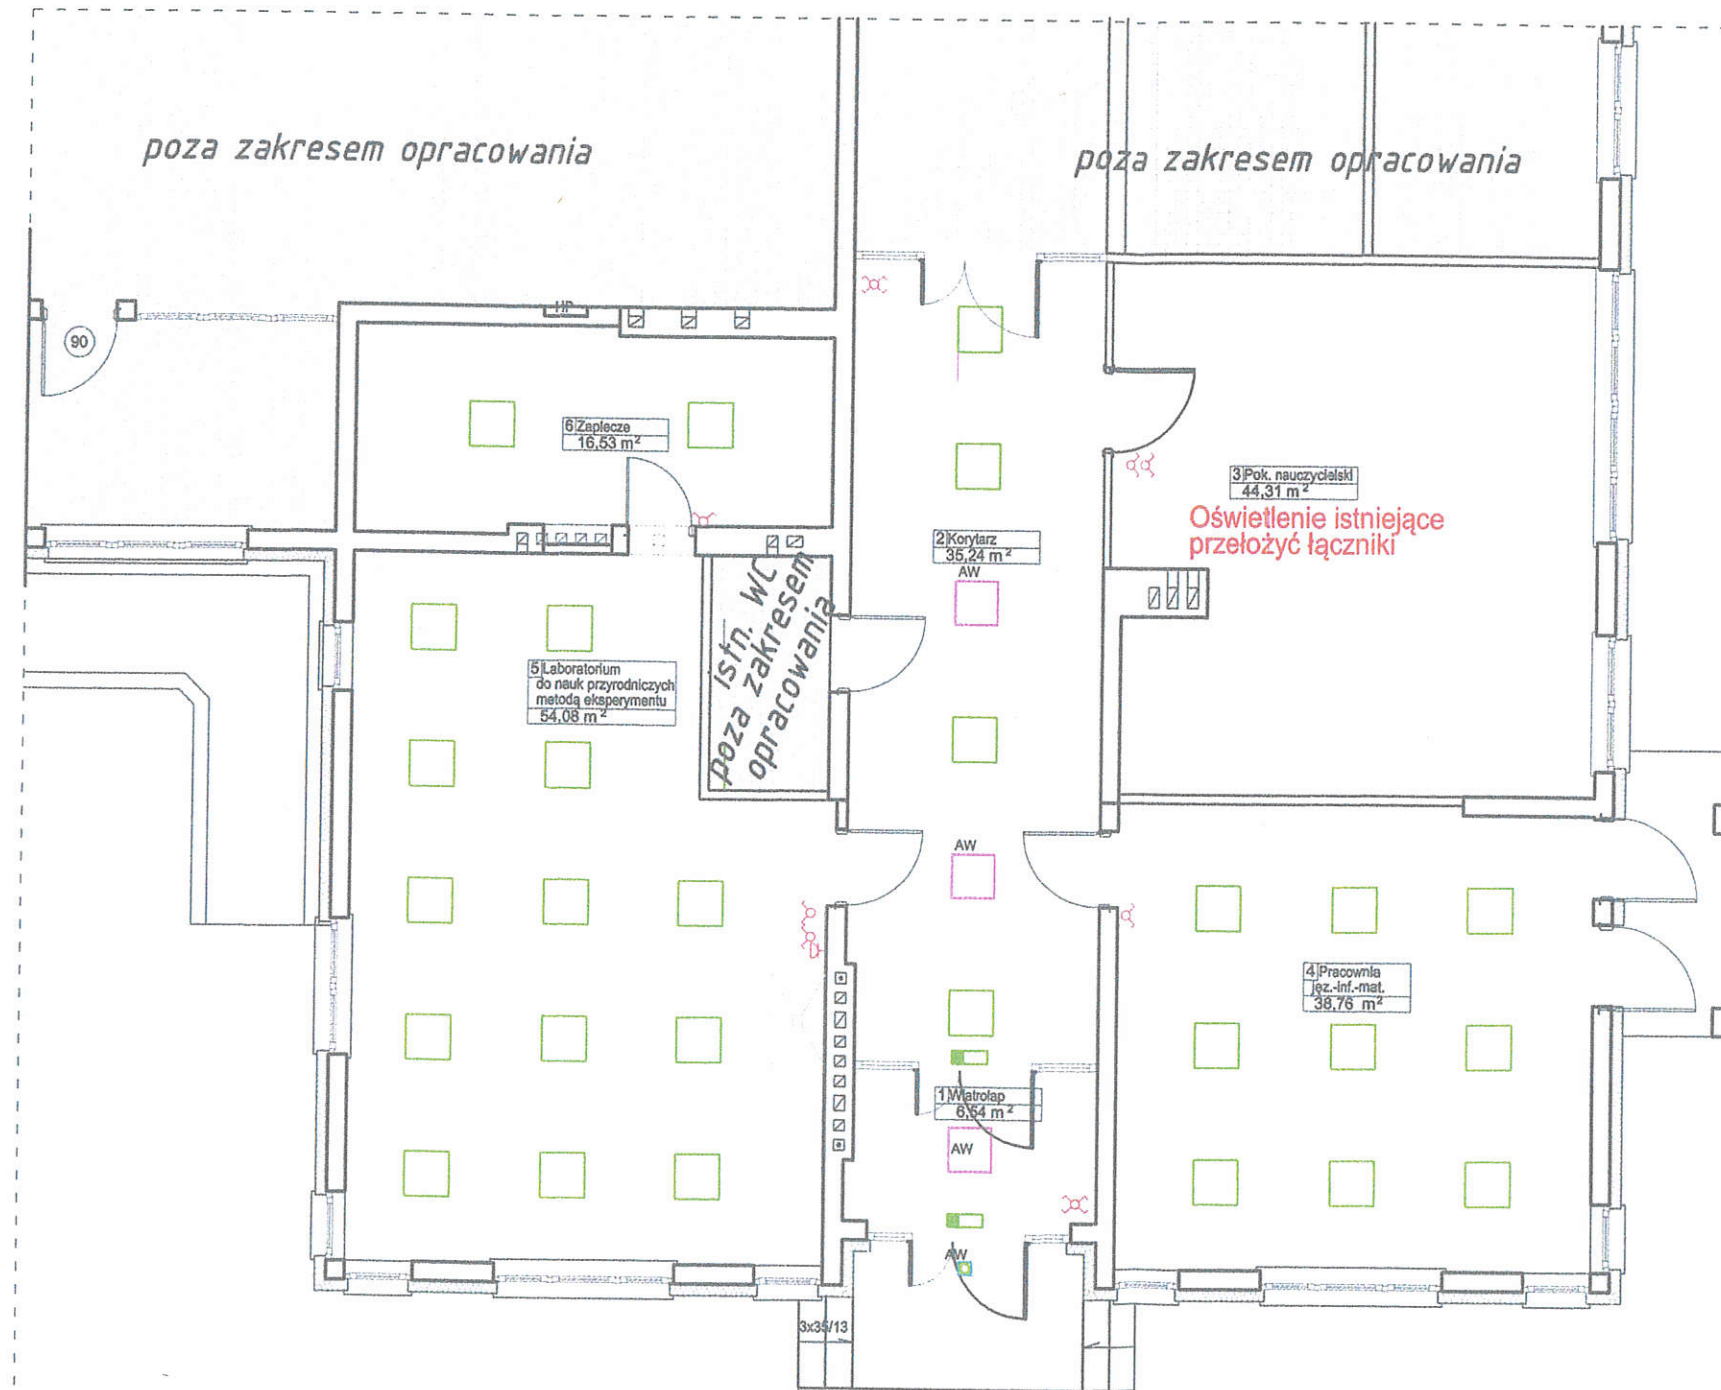 poza zakresem opracowania
poza zakresem opracowania
HP
90
6 Zaplecze
16,53 m²
3 Pok. nauczycielski
44,31 m²
Oświetlenie istniejące
przełożyć łączniki
2 Korytarz
35,24 m²
AW
istn. WC
poza zakresem
opracowania
5 Laboratorium
do nauk przyrodniczych
metodą eksperymentu
54,08 m²
AW
4 Pracownia
jęz.-inf.-mat.
38,76 m²
1 Wiatrołap
6,54 m²
AW
AW
3x35/13